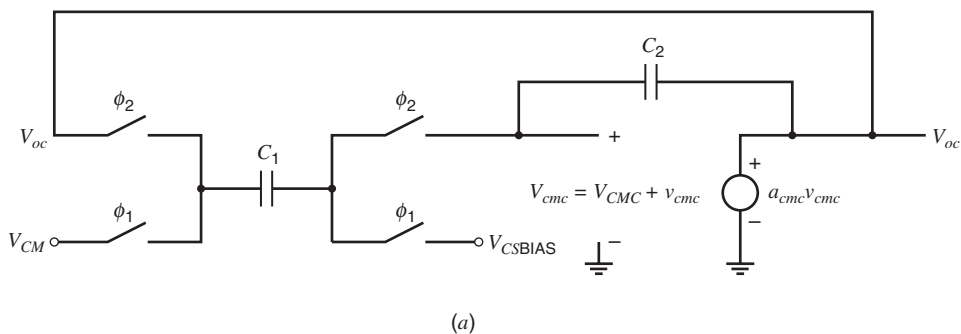 C2
ϕ2
ϕ2
Voc
C1
+
+
Voc
Vcmc = VCMC + vcmc
acmcvcmc
ϕ1
ϕ1
−
VCM
VCSBIAS
−
(a)